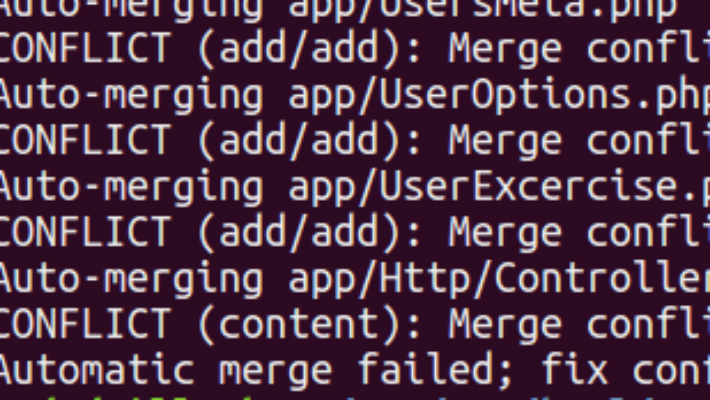 Auto-merging app/UsersMeta.php
CONFLICT (add/add): Merge confli
Auto-merging app/UserOptions.php
CONFLICT (add/add): Merge confli
Auto-merging app/UserExcercise.p
CONFLICT (add/add): Merge confli
Auto-merging app/Http/Controller
CONFLICT (content): Merge confli
Automatic merge failed; fix conf